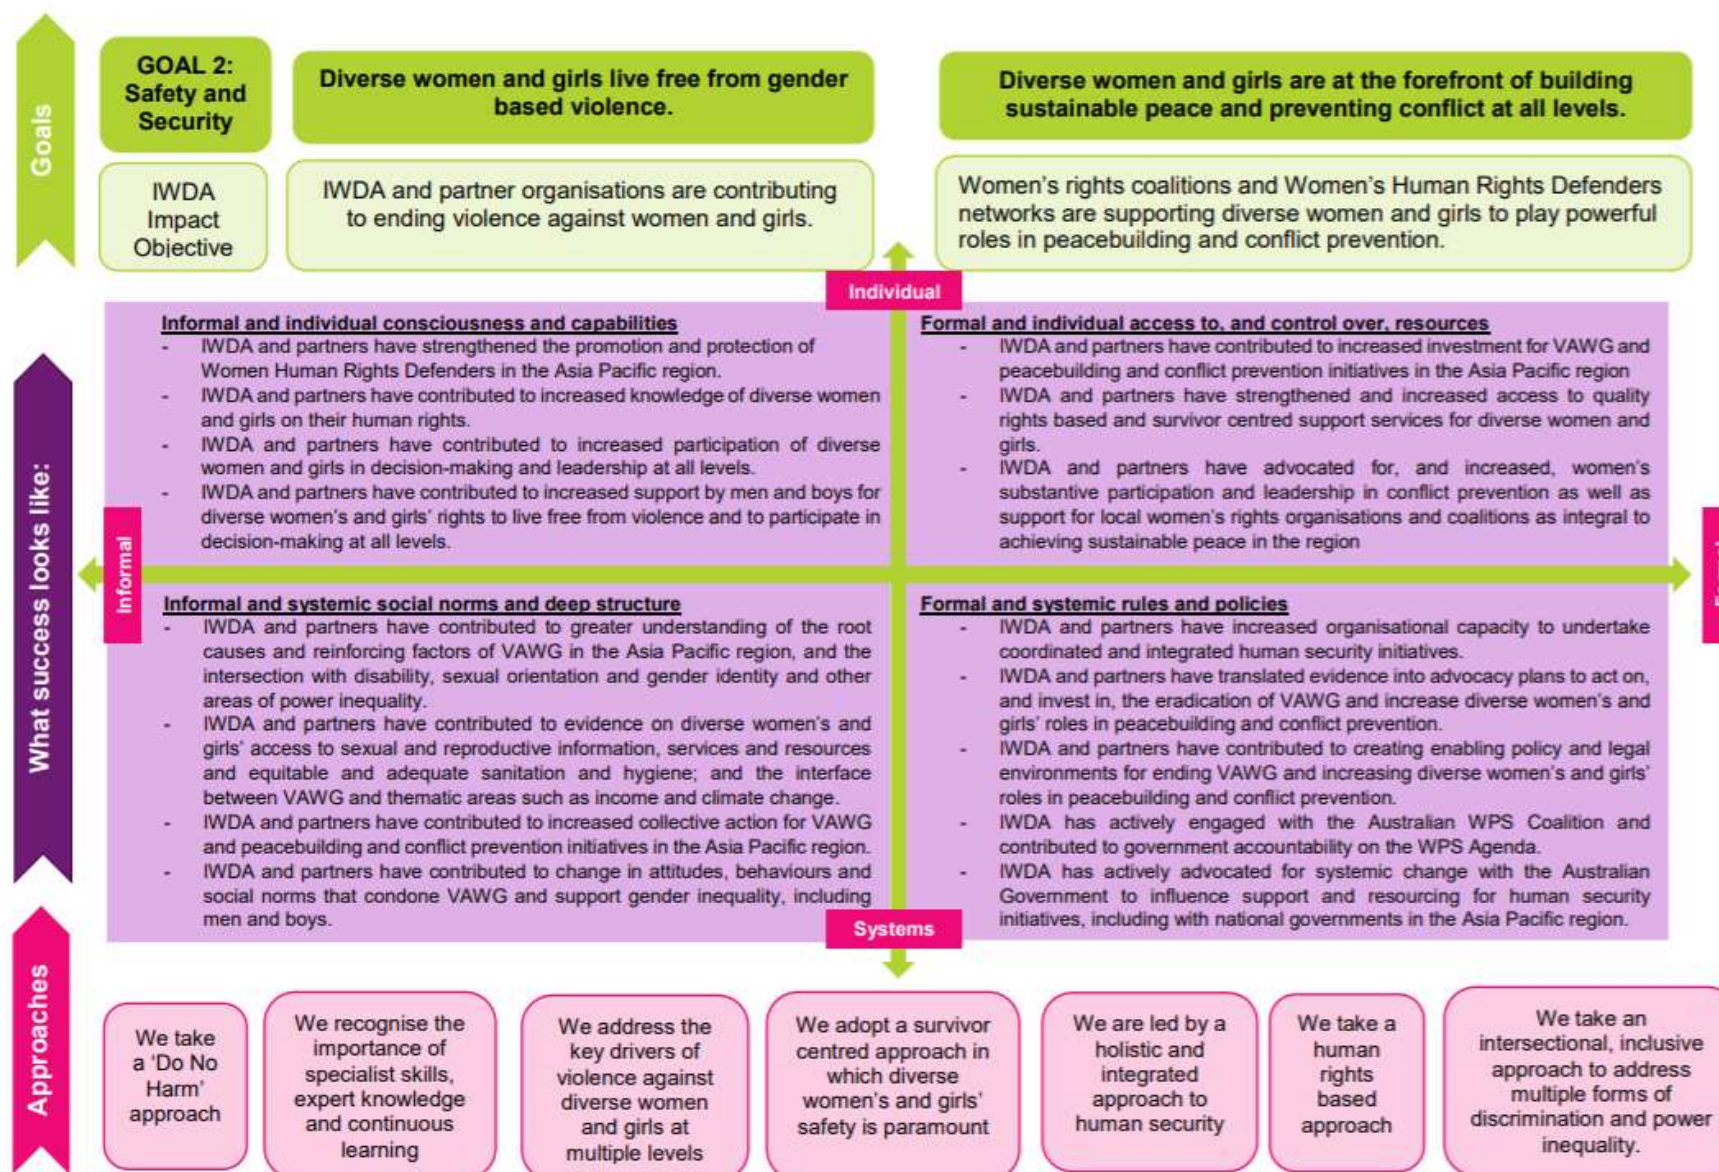 Goals
GOAL 2:
Safety and
Security
Diverse women and girls live free from gender
based violence.
Diverse women and girls are at the forefront of building
sustainable peace and preventing conflict at all levels.
IWDA
Impact
Objective
IWDA and partner organisations are contributing
to ending violence against women and girls.
Women's rights coalitions and Women's Human Rights Defenders
networks are supporting diverse women and girls to play powerful
roles in peacebuilding and conflict prevention.
Individual
What success looks like:
Informal
Informal and individual consciousness and capabilities
- IWDA and partners have strengthened the promotion and protection of
Women Human Rights Defenders in the Asia Pacific region.
- IWDA and partners have contributed to increased knowledge of diverse women
and girls on their human rights.
- IWDA and partners have contributed to increased participation of diverse
women and girls in decision-making and leadership at all levels.
- IWDA and partners have contributed to increased support by men and boys for
diverse women's and girls' rights to live free from violence and to participate in
decision-making at all levels.
Formal and individual access to, and control over, resources
- IWDA and partners have contributed to increased investment for VAWG and
peacebuilding and conflict prevention initiatives in the Asia Pacific region
- IWDA and partners have strengthened and increased access to quality
rights based and survivor centred support services for diverse women and
girls.
- IWDA and partners have advocated for, and increased, women's
substantive participation and leadership in conflict prevention as well as
support for local women's rights organisations and coalitions as integral to
achieving sustainable peace in the region
Informal and systemic social norms and deep structure
- IWDA and partners have contributed to greater understanding of the root
causes and reinforcing factors of VAWG in the Asia Pacific region, and the
intersection with disability, sexual orientation and gender identity and other
areas of power inequality.
- IWDA and partners have contributed to evidence on diverse women's and
girls' access to sexual and reproductive information, services and resources
and equitable and adequate sanitation and hygiene; and the interface
between VAWG and thematic areas such as income and climate change.
- IWDA and partners have contributed to increased collective action for VAWG
and peacebuilding and conflict prevention initiatives in the Asia Pacific region.
- IWDA and partners have contributed to change in attitudes, behaviours and
social norms that condone VAWG and support gender inequality, including
men and boys.
Formal and systemic rules and policies
- IWDA and partners have increased organisational capacity to undertake
coordinated and integrated human security initiatives.
- IWDA and partners have translated evidence into advocacy plans to act on,
and invest in, the eradication of VAWG and increase diverse women's and
girls' roles in peacebuilding and conflict prevention.
- IWDA and partners have contributed to creating enabling policy and legal
environments for ending VAWG and increasing diverse women's and girls'
roles in peacebuilding and conflict prevention.
- IWDA has actively engaged with the Australian WPS Coalition and
contributed to government accountability on the WPS Agenda.
- IWDA has actively advocated for systemic change with the Australian
Government to influence support and resourcing for human security
initiatives, including with national governments in the Asia Pacific region.
Systems
Approaches
We take
a 'Do No
Harm'
approach
We recognise the
importance of
specialist skills,
expert knowledge
and continuous
learning
We address the
key drivers of
violence against
diverse women
and girls at
multiple levels
We adopt a survivor
centred approach in
which diverse
women's and girls'
safety is paramount
We are led by a
holistic and
integrated
approach to
human security
We take a
human
rights
based
approach
We take an
intersectional, inclusive
approach to address
multiple forms of
discrimination and power
inequality.